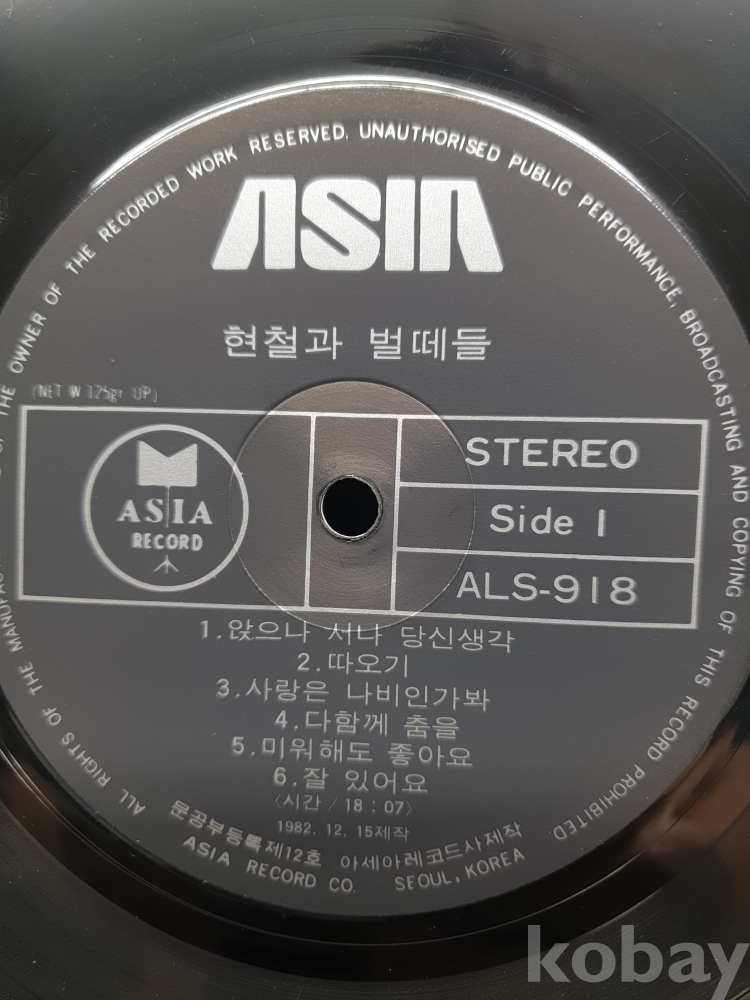 ALL RIGHTS OF THE MANUFACTURER AND OF THE OWNER OF THE RECORDED WORK RESERVED. UNAUTHORISED PUBLIC PERFORMANCE, BROADCASTING AND COPYING OF THIS RECORD PROHIBITED.
ASIA
현철과 벌떼들
(NET W 125gr UP)
ASIA
RECORD
STEREO
Side 1
ALS-918
1.앉으나 서나 당신생각
2.따오기
3.사랑은 나비인가봐
4.다함께 춤을
5.미워해도 좋아요
6.잘 있어요
〈시간/18:07〉
1982. 12. 15제작
문공부등록제12호 아세아레코드사제작
ASIA RECORD CO. SEOUL, KOREA
kobay